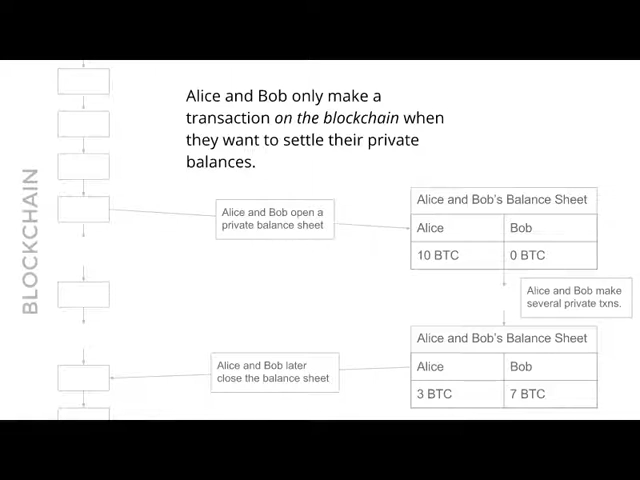 Alice and Bob only make a
transaction on the blockchain when
they want to settle their private
balances.
BLOCKCHAIN
Alice and Bob open a
private balance sheet
Alice and Bob's Balance Sheet
Alice Bob
10 BTC 0 BTC
Alice and Bob make
several private txns.
Alice and Bob's Balance Sheet
Alice Bob
3 BTC 7 BTC
Alice and Bob later
close the balance sheet